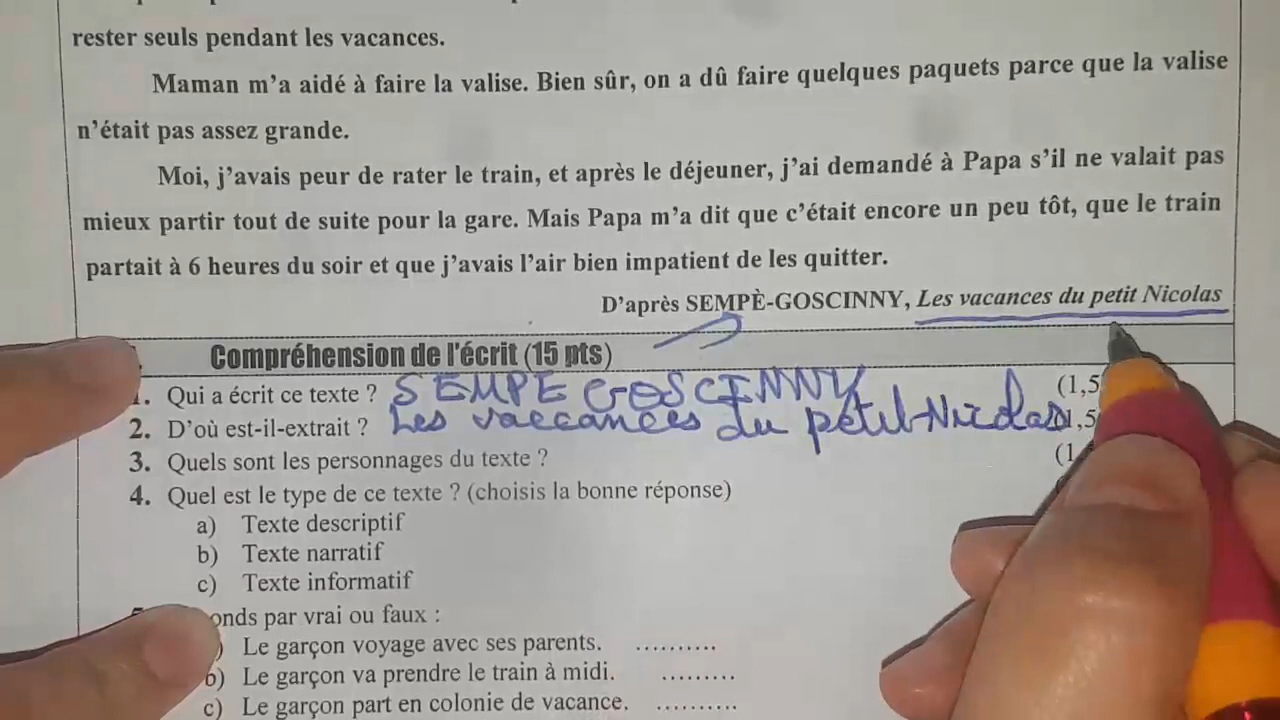 rester seuls pendant les vacances.
Maman m'a aidé à faire la valise. Bien sûr, on a dû faire quelques paquets parce que la valise
n'était pas assez grande.
Moi, j'avais peur de rater le train, et après le déjeuner, j'ai demandé à Papa s'il ne valait pas
mieux partir tout de suite pour la gare. Mais Papa m'a dit que c'était encore un peu tôt, que le train
partait à 6 heures du soir et que j'avais l'air bien impatient de les quitter.
D'après SEMPÈ-GOSCINNY, Les vacances du petit Nicolas
Compréhension de l'écrit (15 pts)
1. Qui a écrit ce texte ? SEMPE GOSCINNY (1,5
2. D'où est-il-extrait ? Les vaccances du petit Nicolas 1,5
3. Quels sont les personnages du texte ? (1
4. Quel est le type de ce texte ? (choisis la bonne réponse)
a) Texte descriptif
b) Texte narratif
c) Texte informatif
onds par vrai ou faux :
) Le garçon voyage avec ses parents. ..........
b) Le garçon va prendre le train à midi. .........
c) Le garçon part en colonie de vacance. ..........